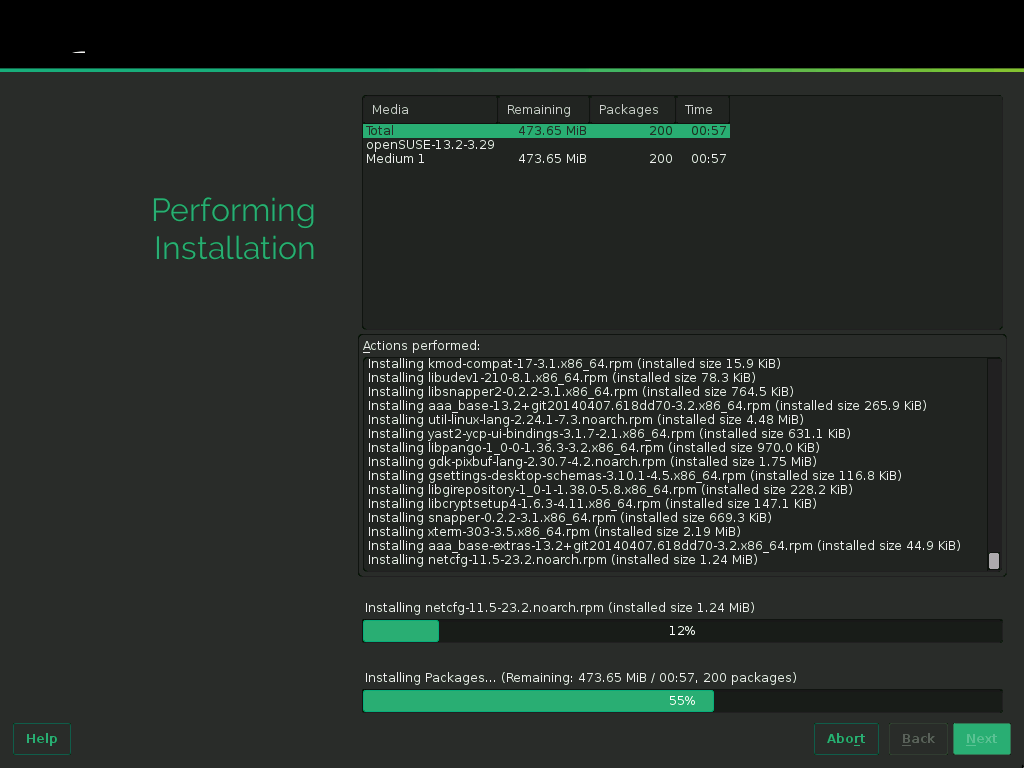 Performing
Installation
Media Remaining Packages Time
Total 473.65 MiB 200 00:57
openSUSE-13.2-3.29
Medium 1 473.65 MiB 200 00:57
Actions performed:
Installing kmod-compat-17-3.1.x86_64.rpm (installed size 15.9 KiB)
Installing libudev1-210-8.1.x86_64.rpm (installed size 78.3 KiB)
Installing libsnapper2-0.2.2-3.1.x86_64.rpm (installed size 764.5 KiB)
Installing aaa_base-13.2+git20140407.618dd70-3.2.x86_64.rpm (installed size 265.9 KiB)
Installing util-linux-lang-2.24.1-7.3.noarch.rpm (installed size 4.48 MiB)
Installing yast2-ycp-ui-bindings-3.1.7-2.1.x86_64.rpm (installed size 631.1 KiB)
Installing libpango-1_0-0-1.36.3-3.2.x86_64.rpm (installed size 970.0 KiB)
Installing gdk-pixbuf-lang-2.30.7-4.2.noarch.rpm (installed size 1.75 MiB)
Installing gsettings-desktop-schemas-3.10.1-4.5.x86_64.rpm (installed size 116.8 KiB)
Installing libgirepository-1_0-1-1.38.0-5.8.x86_64.rpm (installed size 228.2 KiB)
Installing libcryptsetup4-1.6.3-4.11.x86_64.rpm (installed size 147.1 KiB)
Installing snapper-0.2.2-3.1.x86_64.rpm (installed size 669.3 KiB)
Installing xterm-303-3.5.x86_64.rpm (installed size 2.19 MiB)
Installing aaa_base-extras-13.2+git20140407.618dd70-3.2.x86_64.rpm (installed size 44.9 KiB)
Installing netcfg-11.5-23.2.noarch.rpm (installed size 1.24 MiB)
Installing netcfg-11.5-23.2.noarch.rpm (installed size 1.24 MiB)
12%
Installing Packages... (Remaining: 473.65 MiB / 00:57, 200 packages)
55%
Help Abort Back Next